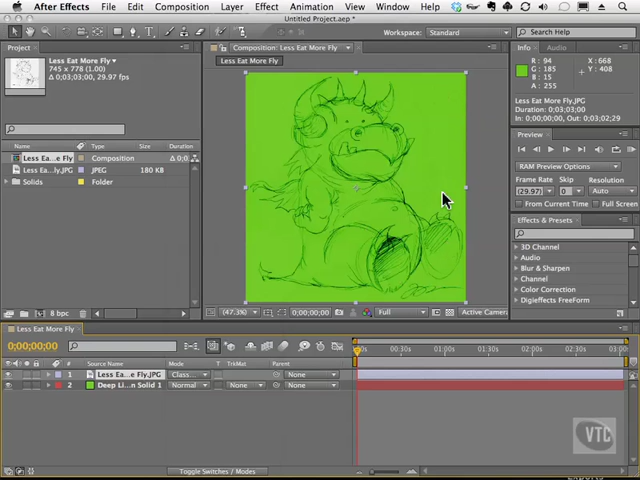 After Effects File Edit Composition Layer Effect Animation View Window Help
Untitled Project.aep *
Workspace: Standard Search Help
Project Composition: Less Eat More Fly Info Audio
Less Eat More Fly
745 x 778 (1.00)
Δ 0;03;03;00, 29.97 fps
Less Eat More Fly
R: 94
G: 185
B: 15
A: 255
X: 668
Y: 408
Less Eat More Fly.JPG
Duration: 0;03;03;00
In: 0;00;00;00, Out: 0;03;02;29
Preview
RAM Preview Options
Frame Rate Skip Resolution
(29.97) 0 Auto
From Current Time Full Screen
Effects & Presets
3D Channel
Audio
Blur & Sharpen
Channel
Color Correction
Digieffects FreeForm
Name Type Size Duration
Less Ea...e Fly Composition Δ 0;0
Less Ea...ly.JPG JPEG 180 KB
Solids Folder
8 bpc
(47.3%) 0;00;00;00 Full Active Camera
Less Eat More Fly
0;00;00;00
# Source Name Mode T TrkMat Parent
1 Less Ea...e Fly.JPG Class... None
2 Deep Li...n Solid 1 Normal None None
00:30s 01:00s 01:30s 02:00s 02:30s 03:00
Toggle Switches / Modes
VTC